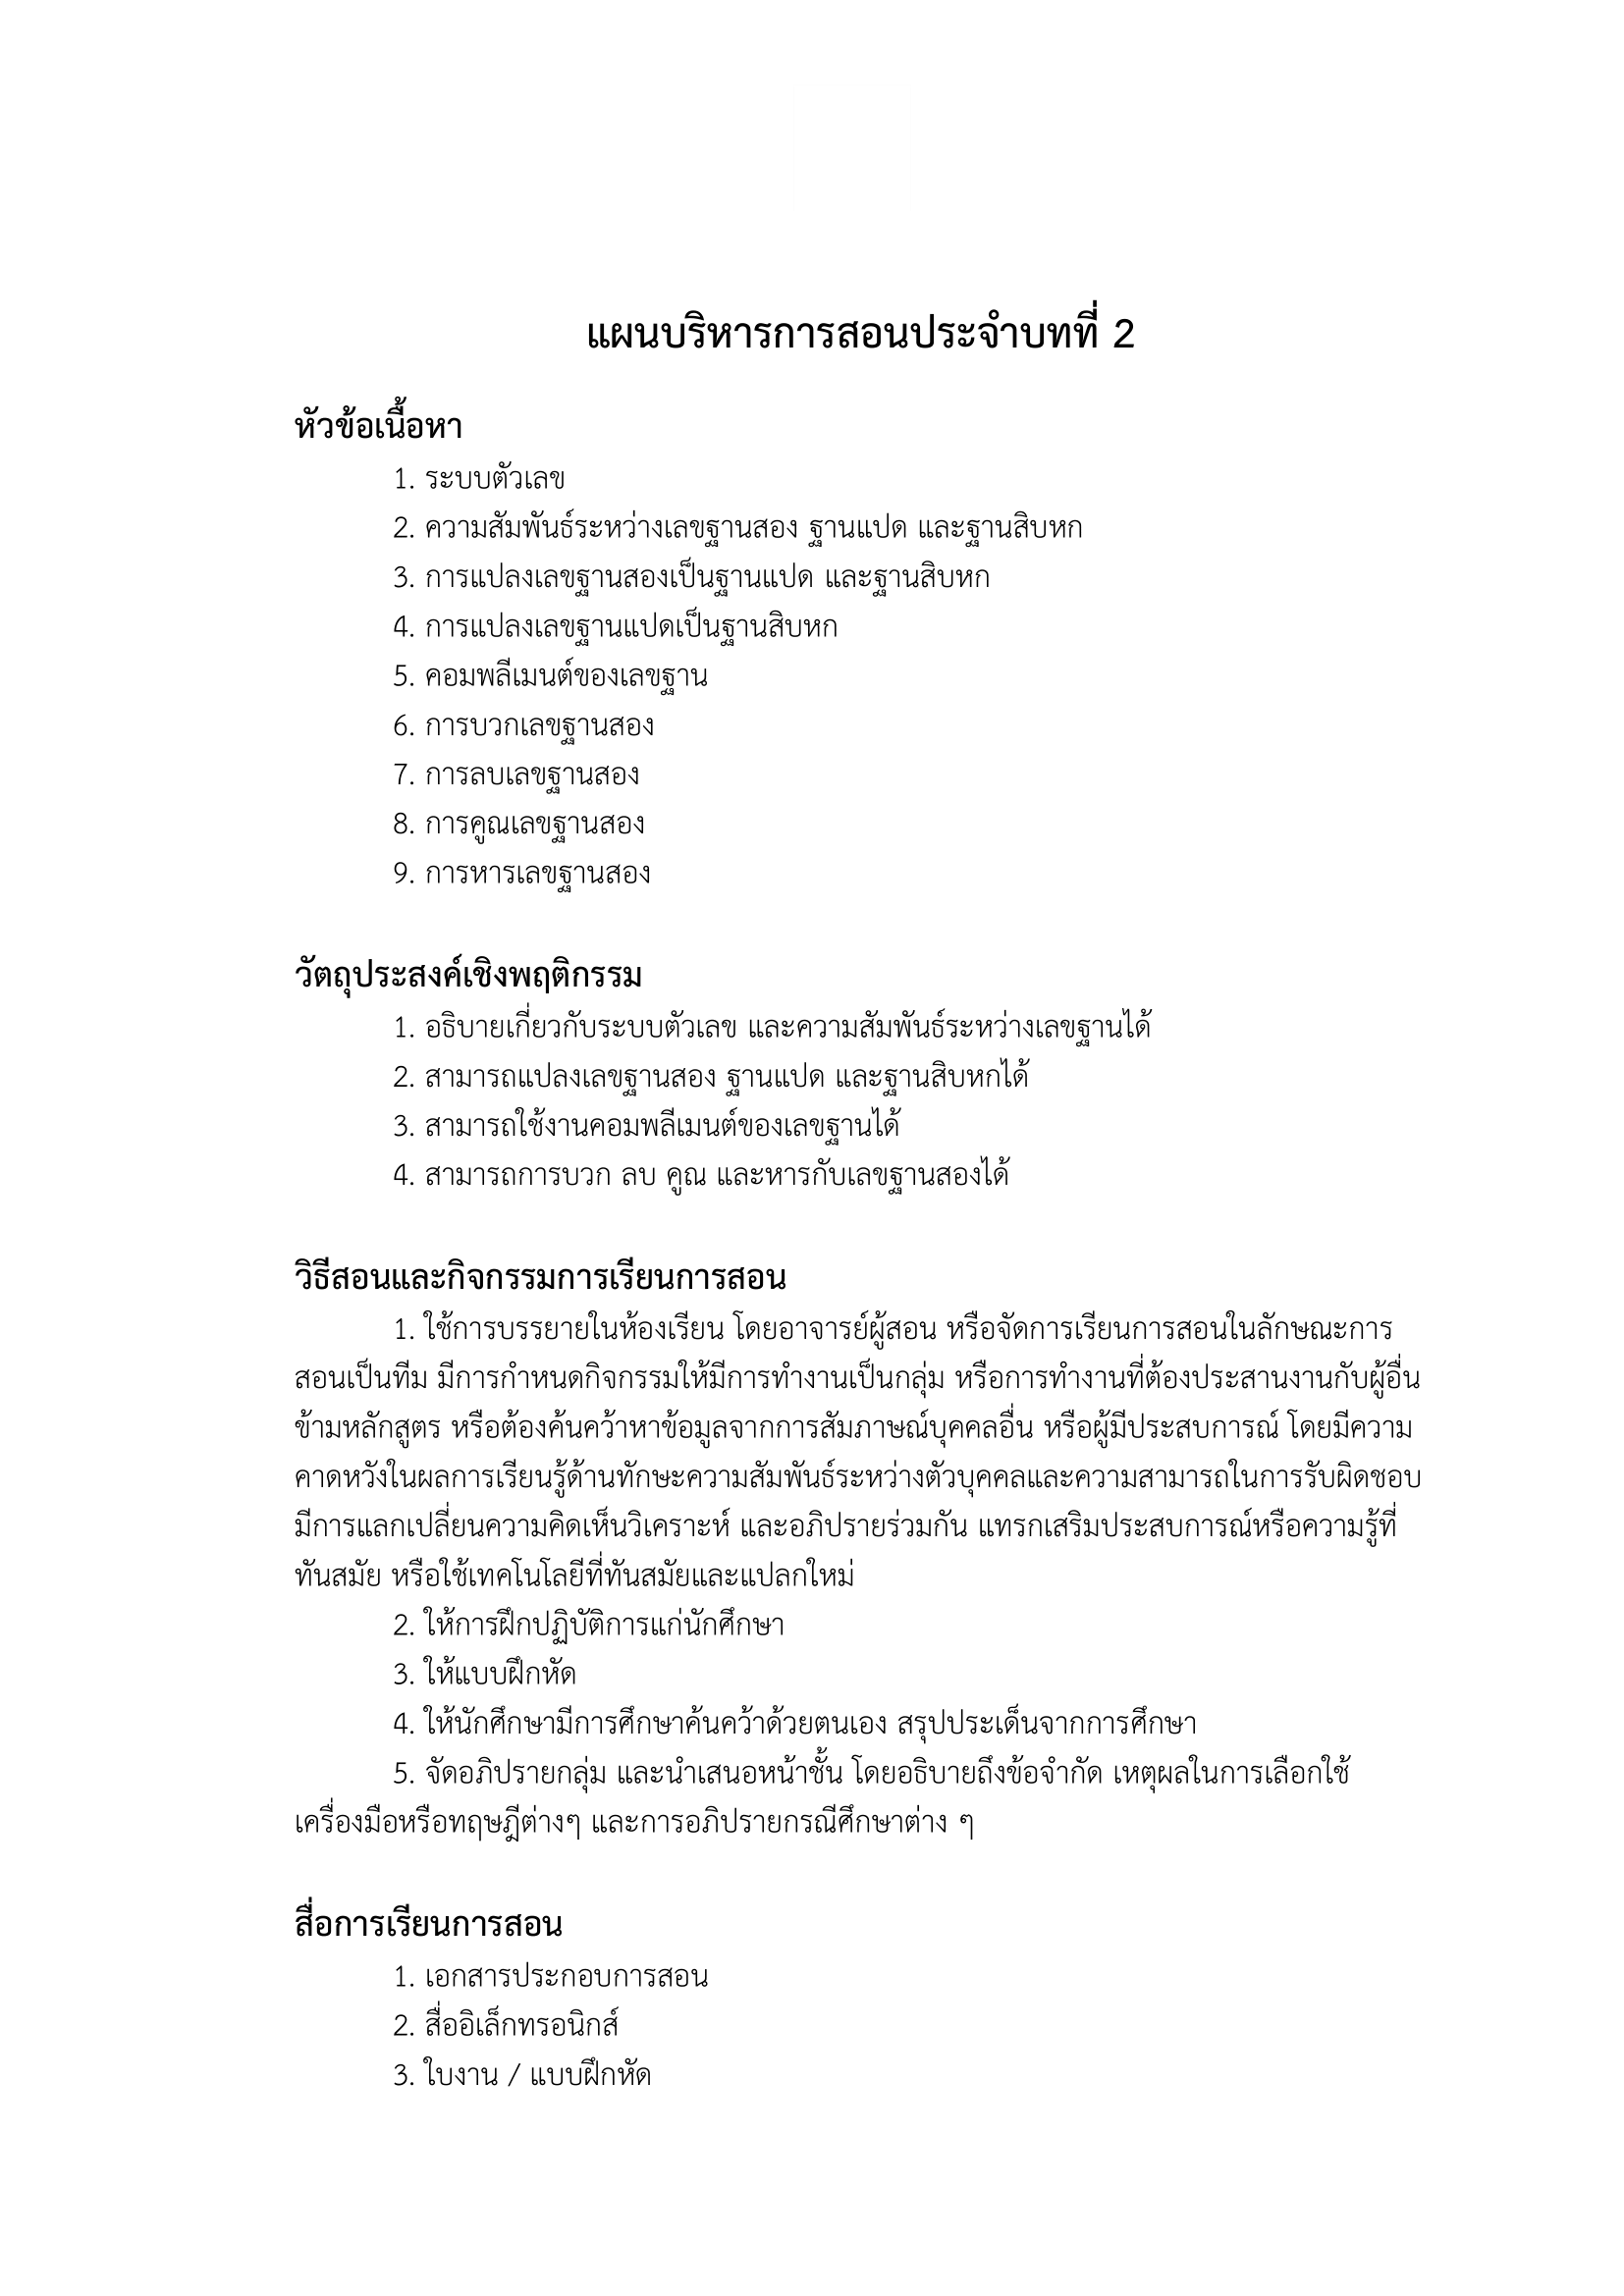 แผนบริหารการสอนประจำบทที่ 2
หัวข้อเนื้อหา
1. ระบบตัวเลข
2. ความสัมพันธ์ระหว่างเลขฐานสอง ฐานแปด และฐานสิบหก
3. การแปลงเลขฐานสองเป็นฐานแปด และฐานสิบหก
4. การแปลงเลขฐานแปดเป็นฐานสิบหก
5. คอมพลีเมนต์ของเลขฐาน
6. การบวกเลขฐานสอง
7. การลบเลขฐานสอง
8. การคูณเลขฐานสอง
9. การหารเลขฐานสอง
วัตถุประสงค์เชิงพฤติกรรม
1. อธิบายเกี่ยวกับระบบตัวเลข และความสัมพันธ์ระหว่างเลขฐานได้
2. สามารถแปลงเลขฐานสอง ฐานแปด และฐานสิบหกได้
3. สามารถใช้งานคอมพลีเมนต์ของเลขฐานได้
4. สามารถการบวก ลบ คูณ และหารกับเลขฐานสองได้
วิธีสอนและกิจกรรมการเรียนการสอน
1. ใช้การบรรยายในห้องเรียน โดยอาจารย์ผู้สอน หรือจัดการเรียนการสอนในลักษณะการ
สอนเป็นทีม มีการกำหนดกิจกรรมให้มีการทำงานเป็นกลุ่ม หรือการทำงานที่ต้องประสานงานกับผู้อื่น
ข้ามหลักสูตร หรือต้องค้นคว้าหาข้อมูลจากการสัมภาษณ์บุคคลอื่น หรือผู้มีประสบการณ์ โดยมีความ
คาดหวังในผลการเรียนรู้ด้านทักษะความสัมพันธ์ระหว่างตัวบุคคลและความสามารถในการรับผิดชอบ
มีการแลกเปลี่ยนความคิดเห็นวิเคราะห์ และอภิปรายร่วมกัน แทรกเสริมประสบการณ์หรือความรู้ที่
ทันสมัย หรือใช้เทคโนโลยีที่ทันสมัยและแปลกใหม่
2. ให้การฝึกปฏิบัติการแก่นักศึกษา
3. ให้แบบฝึกหัด
4. ให้นักศึกษามีการศึกษาค้นคว้าด้วยตนเอง สรุปประเด็นจากการศึกษา
5. จัดอภิปรายกลุ่ม และนำเสนอหน้าชั้น โดยอธิบายถึงข้อจำกัด เหตุผลในการเลือกใช้
เครื่องมือหรือทฤษฎีต่างๆ และการอภิปรายกรณีศึกษาต่าง ๆ
สื่อการเรียนการสอน
1. เอกสารประกอบการสอน
2. สื่ออิเล็กทรอนิกส์
3. ใบงาน / แบบฝึกหัด